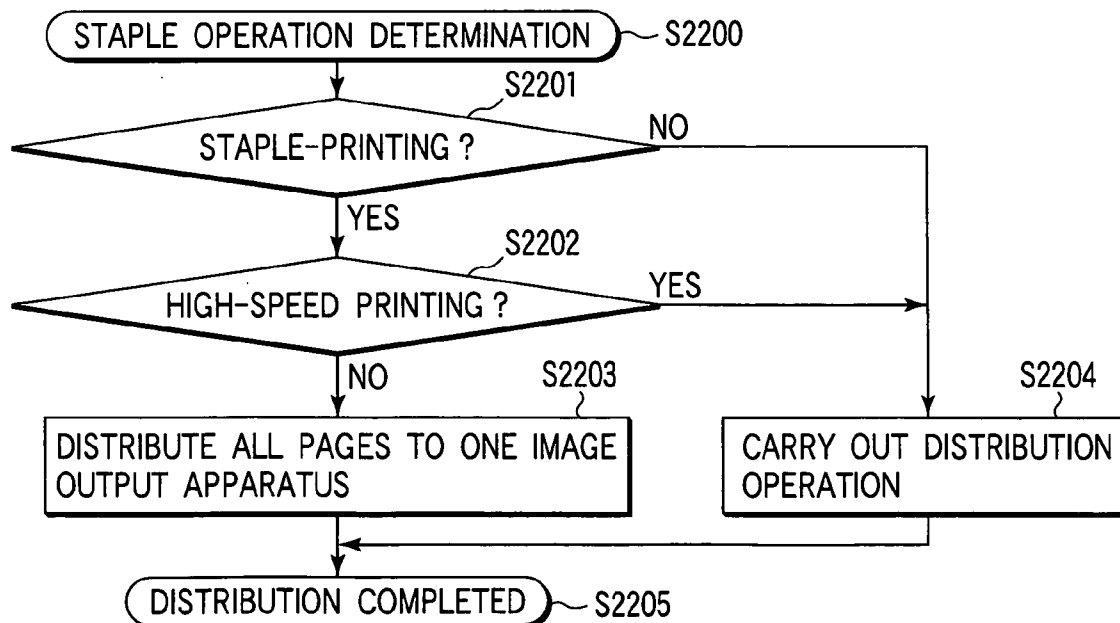 STAPLE OPERATION DETERMINATION
S2200
S2201
STAPLE-PRINTING ?
NO
YES
S2202
HIGH-SPEED PRINTING ?
YES
NO
S2203
DISTRIBUTE ALL PAGES TO ONE IMAGE
OUTPUT APPARATUS
S2204
CARRY OUT DISTRIBUTION
OPERATION
DISTRIBUTION COMPLETED
S2205